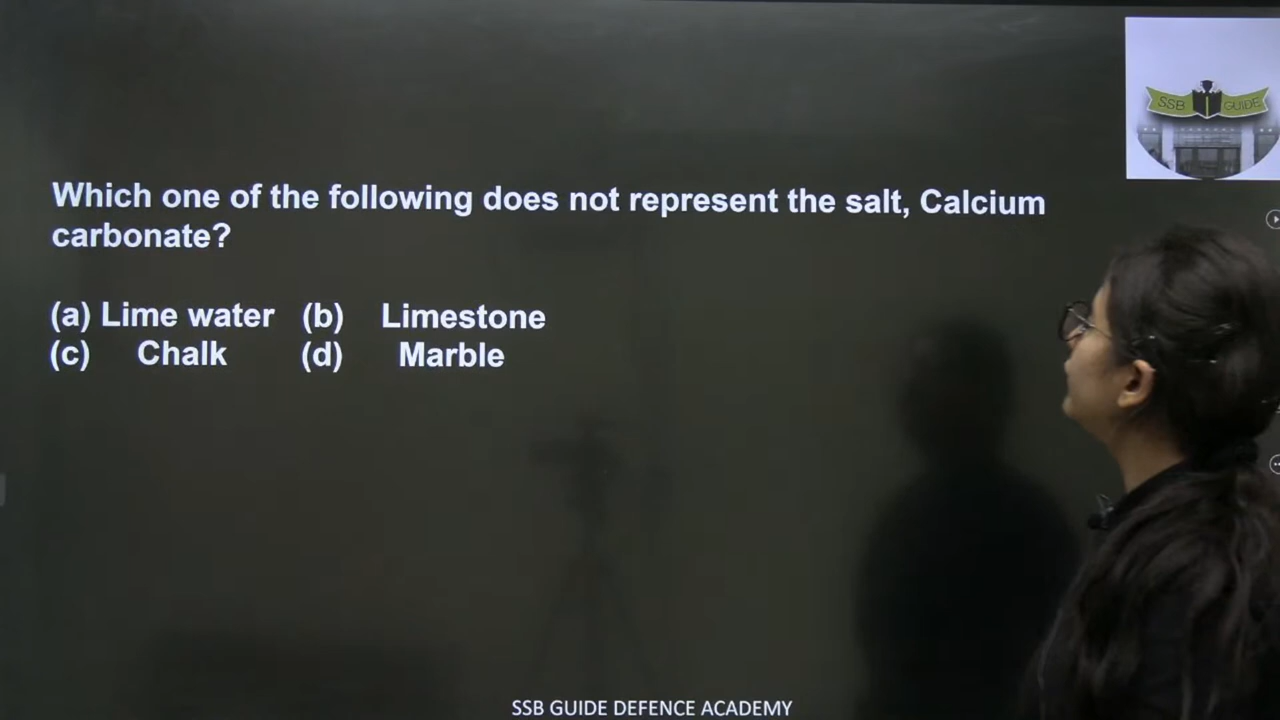 SSB GUIDE
Which one of the following does not represent the salt, Calcium
carbonate?
(a) Lime water (b) Limestone
(c) Chalk (d) Marble
SSB GUIDE DEFENCE ACADEMY